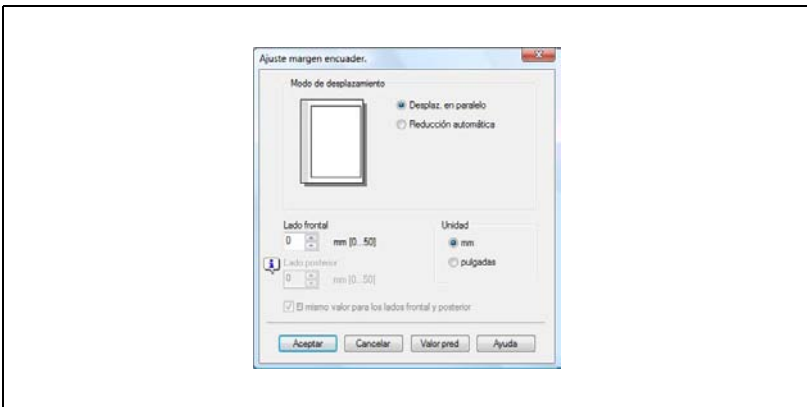 Ajuste margen encuader.
Modo de desplazamiento
Desplaz. en paralelo
Reducción automática
Lado frontal
0 mm [0...50]
Lado posterior
0 mm [0...50]
Unidad
mm
pulgadas
El mismo valor para los lados frontal y posterior
Aceptar Cancelar Valor pred Ayuda